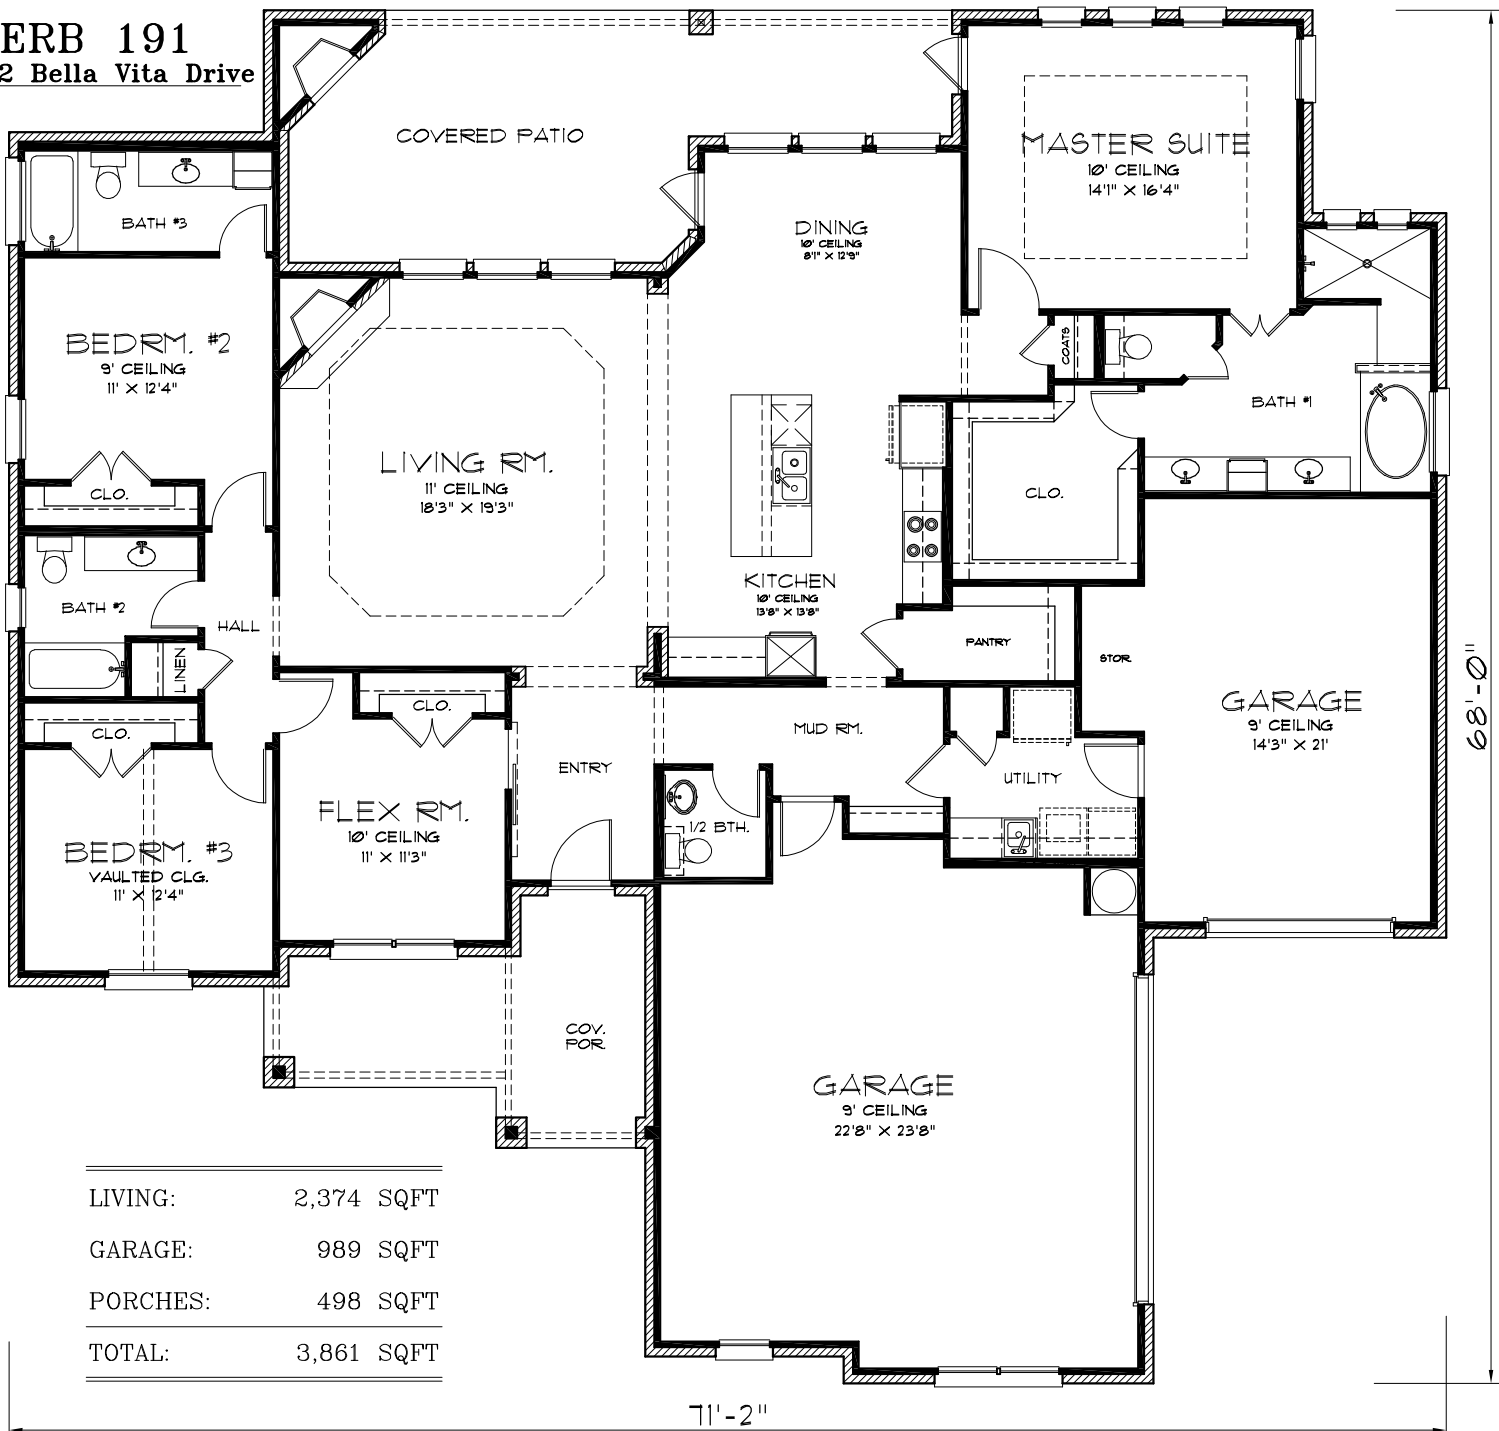 ERB 191
2 Bella Vita Drive
COVERED PATIO
MASTER SUITE
10' CEILING
14'1" X 16'4"
BATH #3
DINING
10' CEILING
8'1" X 12'9"
BEDRM. #2
9' CEILING
11' X 12'4"
COATS
BATH #1
LIVING RM.
11' CEILING
18'3" X 19'3"
CLO.
CLO.
KITCHEN
10' CEILING
13'8" X 13'8"
BATH #2
HALL
LINEN
PANTRY
STOR
GARAGE
9' CEILING
14'3" X 21'
68'-0"
CLO.
CLO.
MUD RM.
ENTRY
UTILITY
FLEX RM.
10' CEILING
11' X 11'3"
1/2 BTH.
BEDRM. #3
VAULTED CLG.
11' X 12'4"
COV.
POR.
GARAGE
9' CEILING
22'8" X 23'8"
LIVING: 2,374 SQFT
GARAGE: 989 SQFT
PORCHES: 498 SQFT
TOTAL: 3,861 SQFT
71'-2"